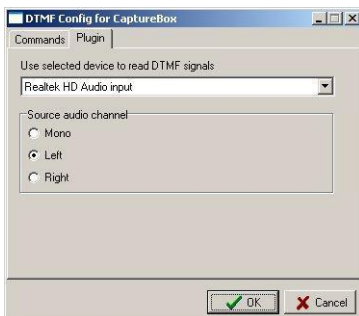 DTMF Config for CaptureBox
Commands Plugin
Use selected device to read DTMF signals
Realtek HD Audio input
Source audio channel
Mono
Left
Right
OK Cancel